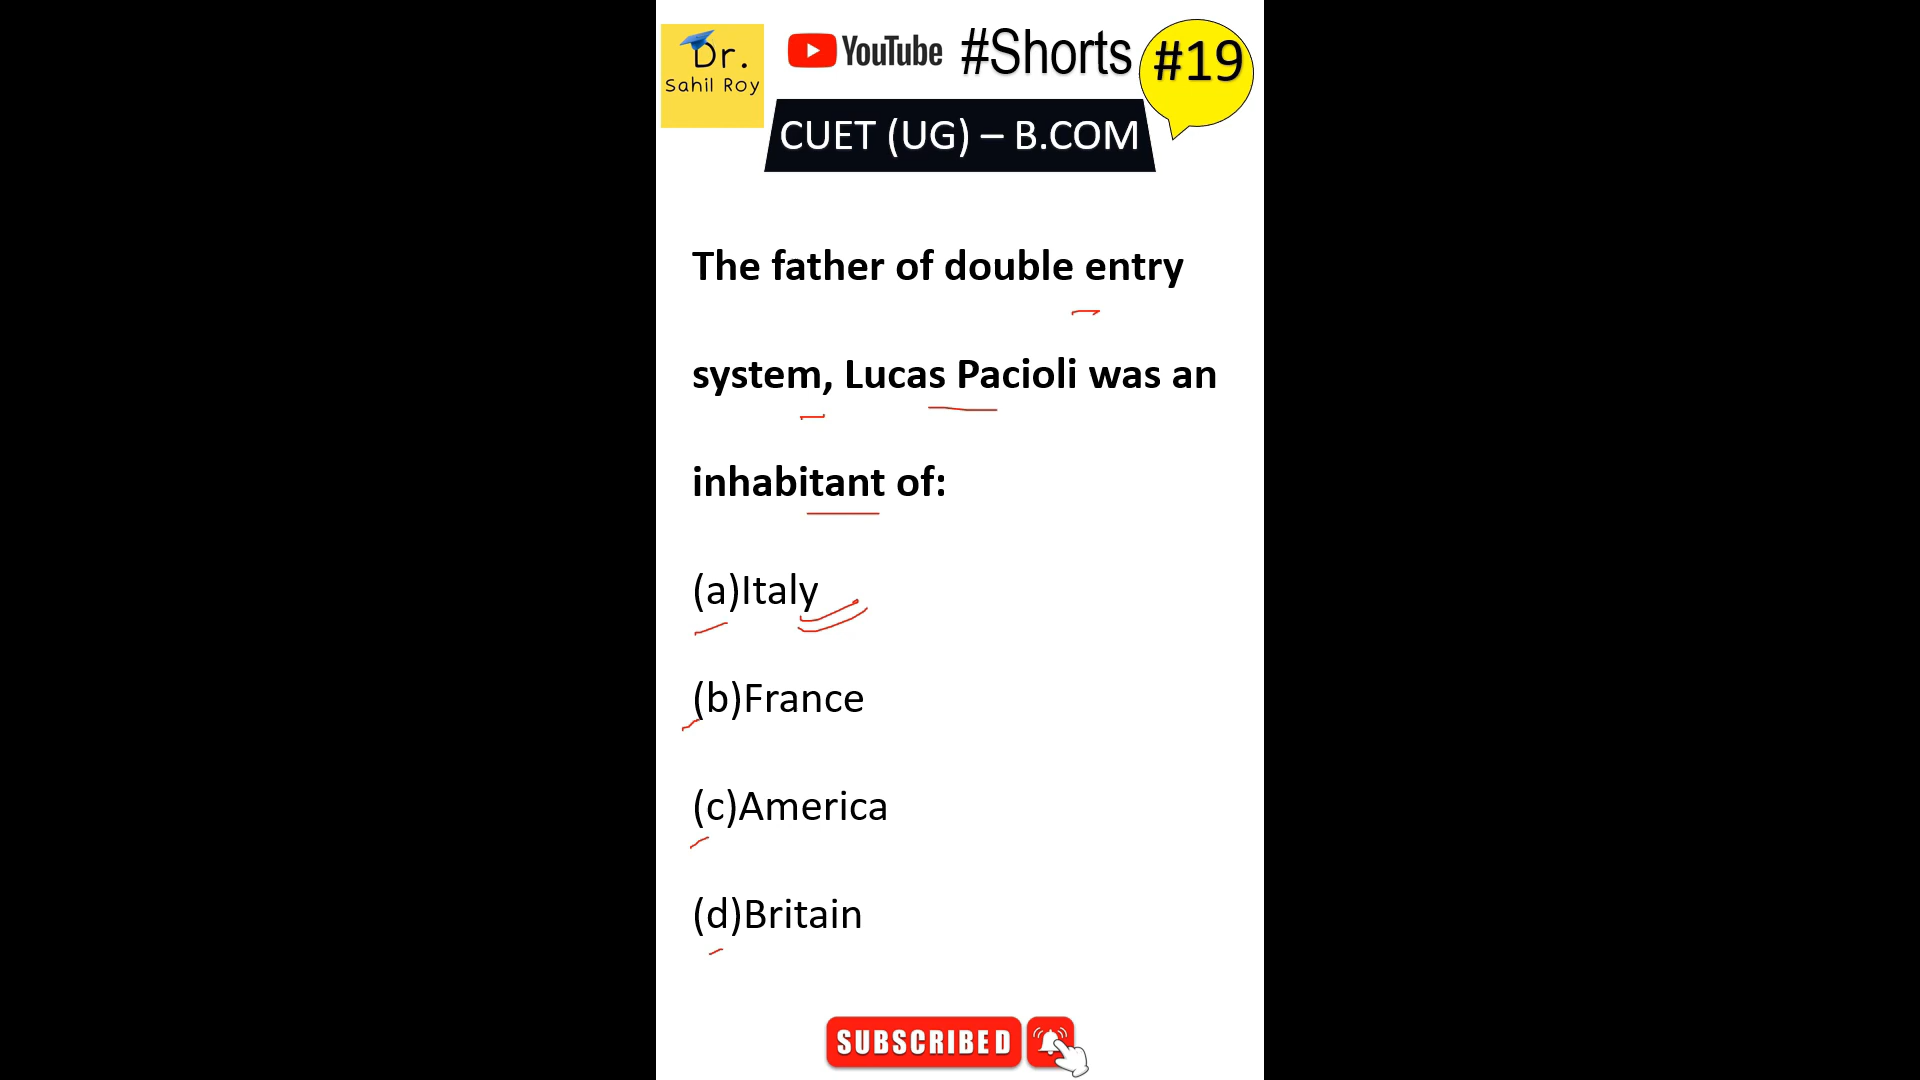 Dr.
Sahil Roy
YouTube #Shorts #19
CUET (UG) – B.COM
The father of double entry
system, Lucas Pacioli was an
inhabitant of:
(a)Italy
(b)France
(c)America
(d)Britain
SUBSCRIBED